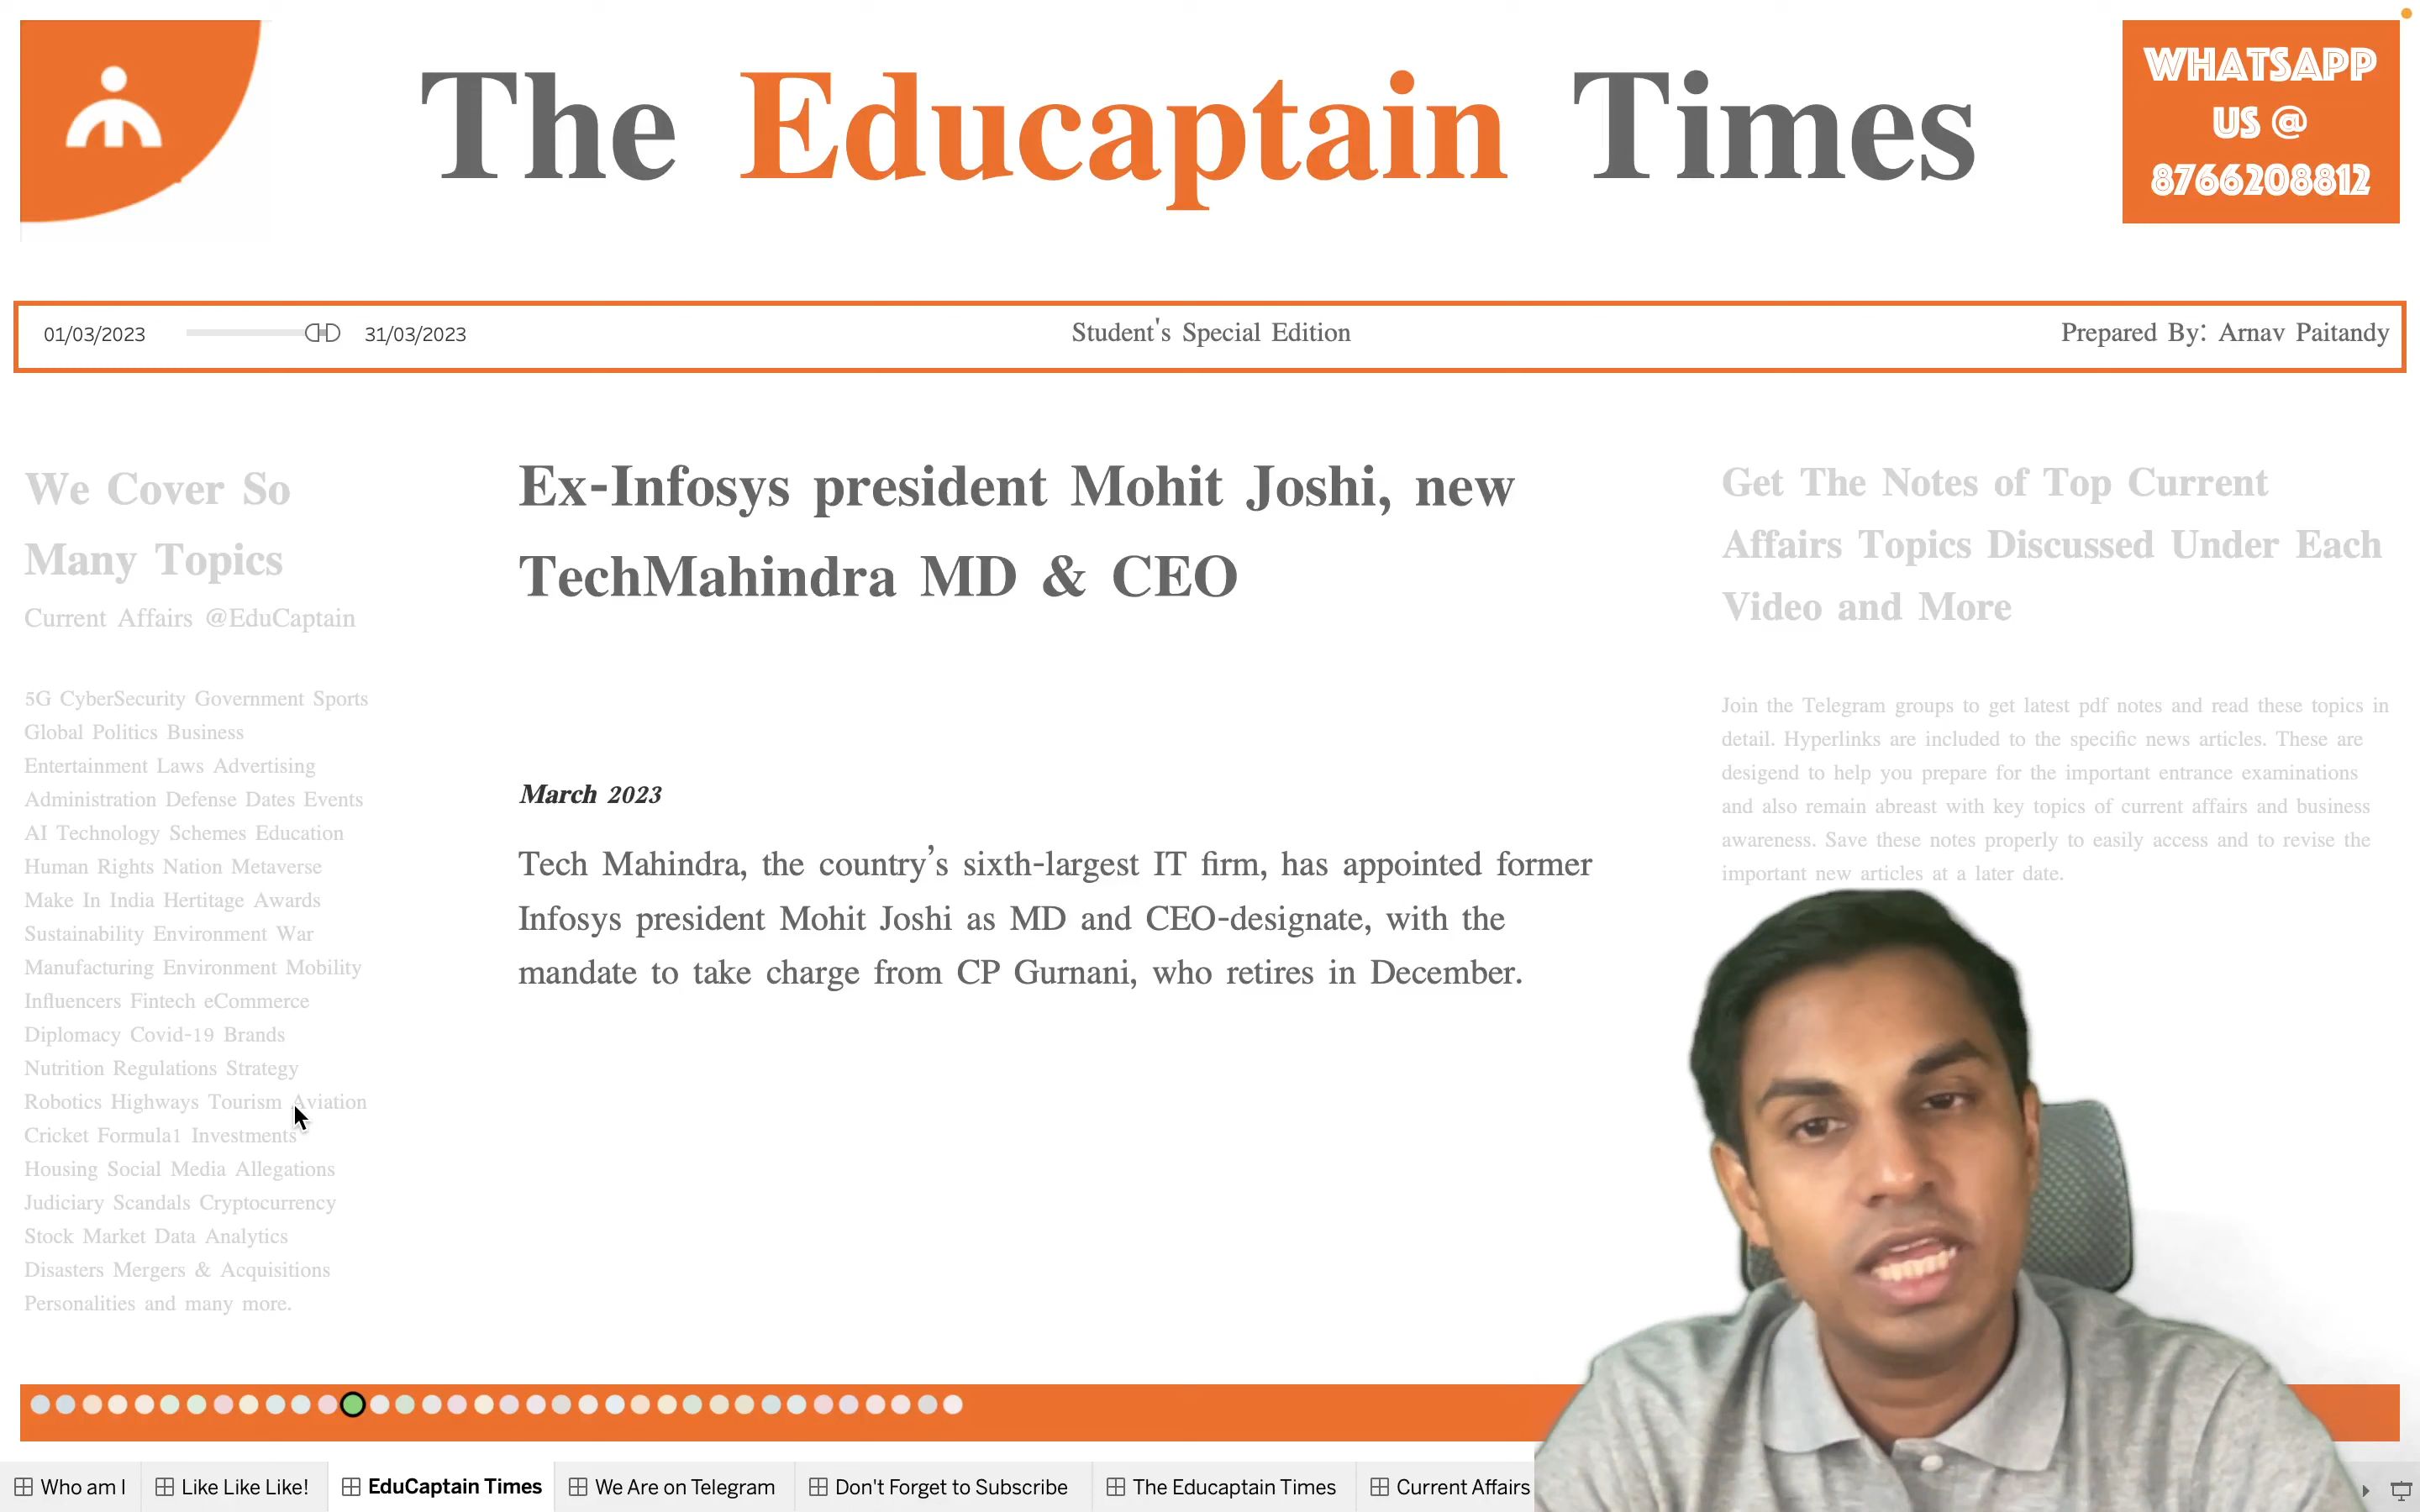 The Educaptain Times
WHATSAPP
US @
8766208812
01/03/2023 31/03/2023 Student's Special Edition Prepared By: Arnav Paitandy
We Cover So
Many Topics
Current Affairs @EduCaptain
5G CyberSecurity Government Sports
Global Politics Business
Entertainment Laws Advertising
Administration Defense Dates Events
AI Technology Schemes Education
Human Rights Nation Metaverse
Make In India Hertitage Awards
Sustainability Environment War
Manufacturing Environment Mobility
Influencers Fintech eCommerce
Diplomacy Covid-19 Brands
Nutrition Regulations Strategy
Robotics Highways Tourism Aviation
Cricket Formula1 Investments
Housing Social Media Allegations
Judiciary Scandals Cryptocurrency
Stock Market Data Analytics
Disasters Mergers & Acquisitions
Personalities and many more.
Ex-Infosys president Mohit Joshi, new
TechMahindra MD & CEO
March 2023
Tech Mahindra, the country’s sixth-largest IT firm, has appointed former
Infosys president Mohit Joshi as MD and CEO-designate, with the
mandate to take charge from CP Gurnani, who retires in December.
Get The Notes of Top Current
Affairs Topics Discussed Under Each
Video and More
Join the Telegram groups to get latest pdf notes and read these topics in
detail. Hyperlinks are included to the specific news articles. These are
desigend to help you prepare for the important entrance examinations
and also remain abreast with key topics of current affairs and business
awareness. Save these notes properly to easily access and to revise the
important new articles at a later date.
Who am I Like Like Like! EduCaptain Times We Are on Telegram Don't Forget to Subscribe The Educaptain Times Current Affairs